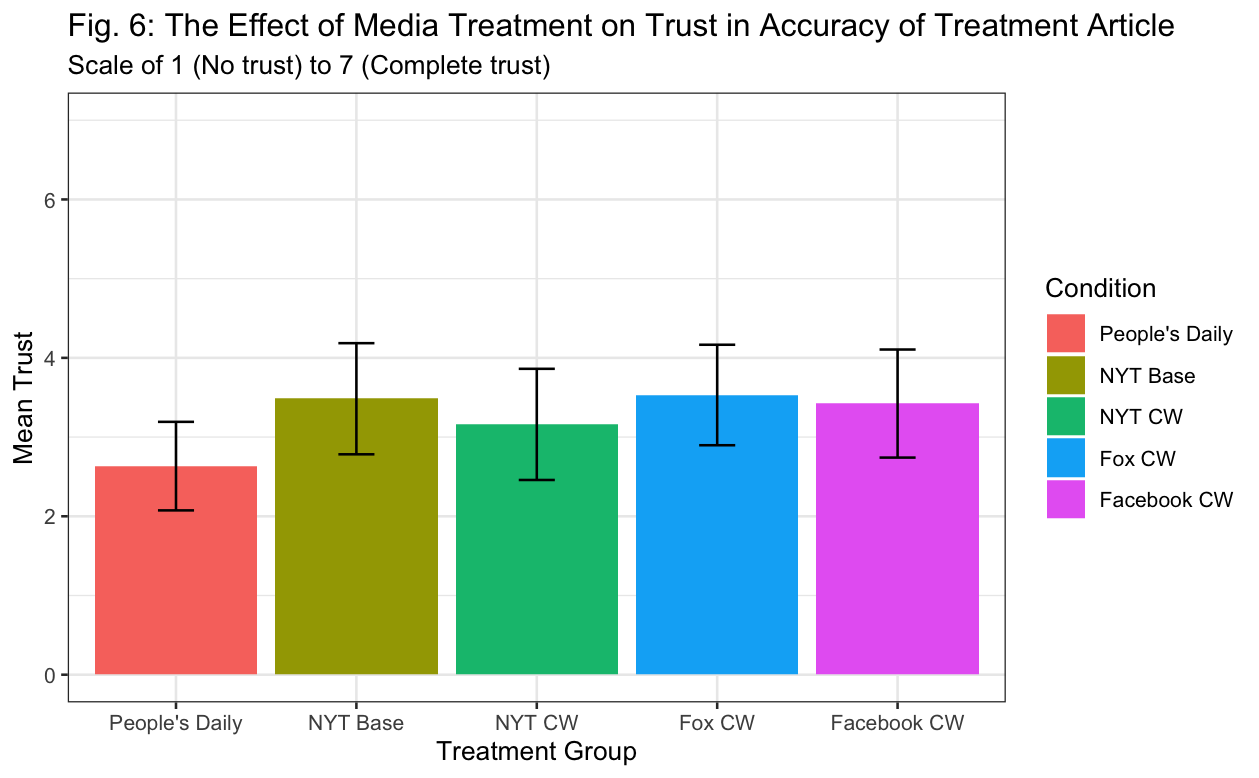 Fig. 6: The Effect of Media Treatment on Trust in Accuracy of Treatment Article
Scale of 1 (No trust) to 7 (Complete trust)
Mean Trust
6
4
2
0
People's Daily
NYT Base
NYT CW
Fox CW
Facebook CW
Treatment Group
Condition
People's Daily
NYT Base
NYT CW
Fox CW
Facebook CW